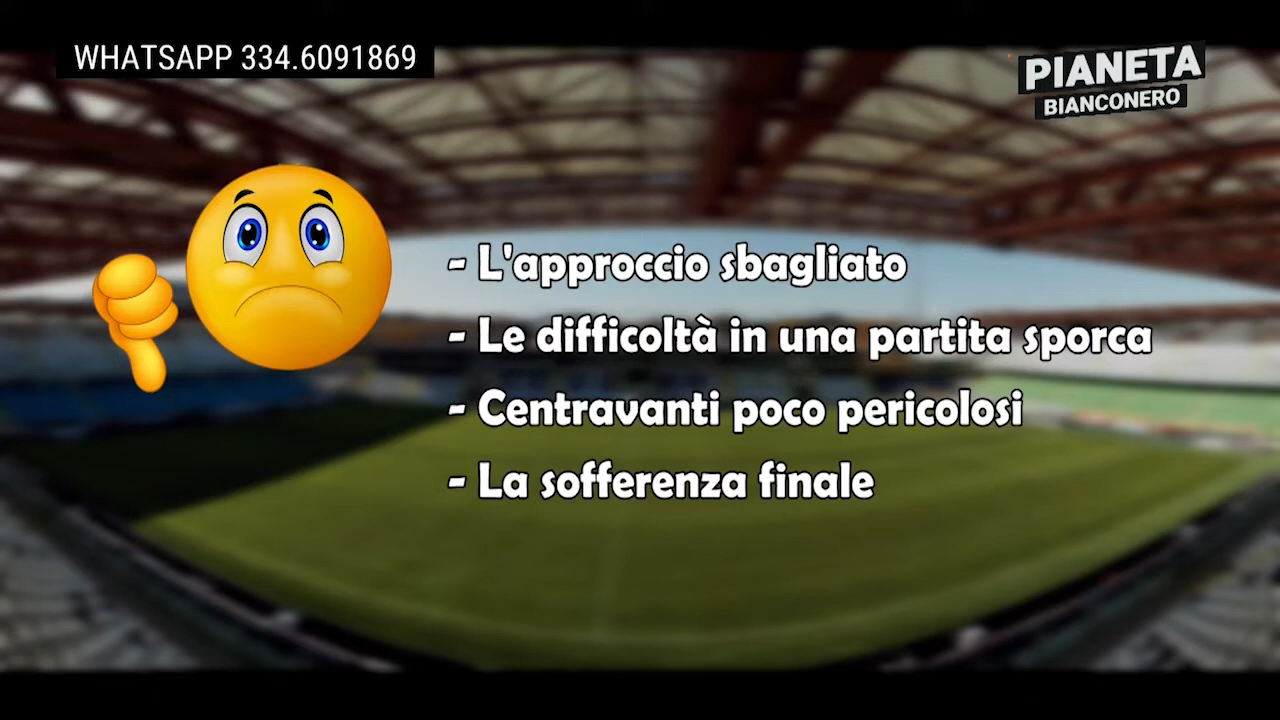 WHATSAPP 334.6091869
PIANETA
BIANCONERO
- L'approccio sbagliato
- Le difficoltà in una partita sporca
- Centravanti poco pericolosi
- La sofferenza finale